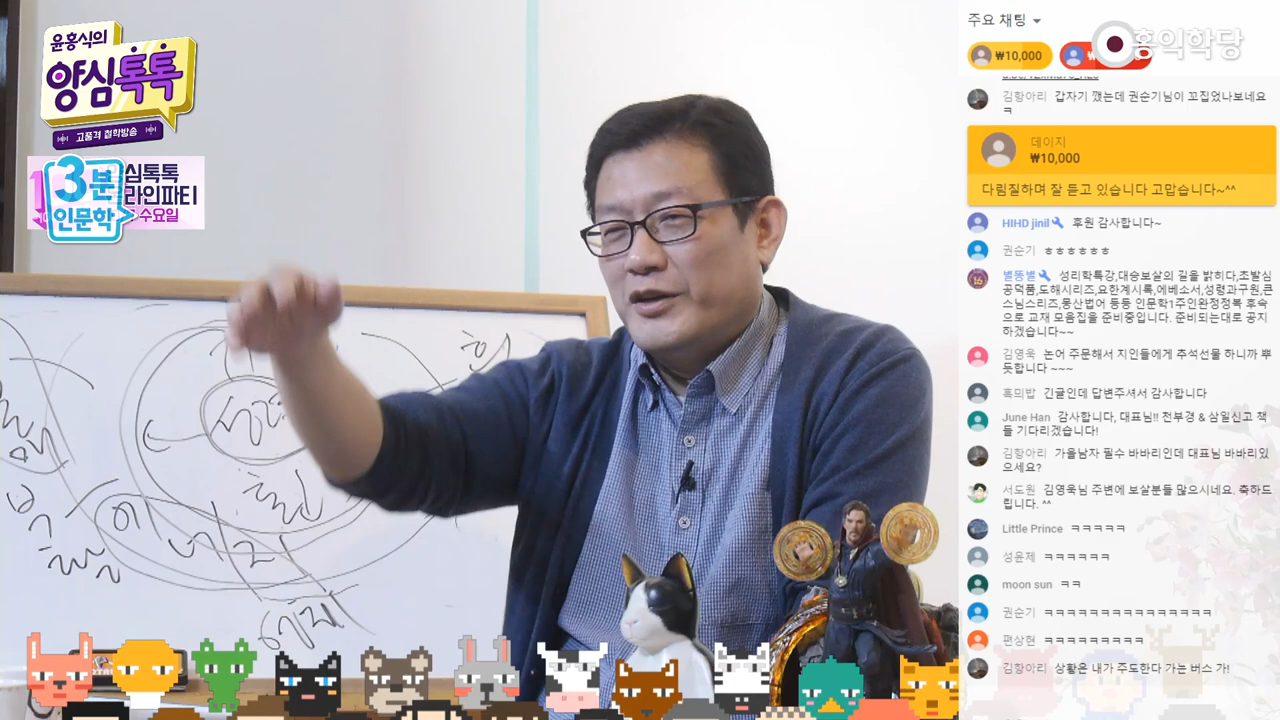 윤홍식의
양심톡톡
고품격 철학방송
3분
인문학
심톡톡
라인파티
수요일
성령
혼
에너지
주요 채팅
홍익학당
₩10,000
김항아리 갑자기 깼는데 권순기님이 꼬집었나보네요
ㅋ
데이지
₩10,000
다림질하며 잘 듣고 있습니다 고맙습니다~^^
HIHD jinil 후원 감사합니다~
권순기 ㅎㅎㅎㅎㅎㅎ
별똥별 성리학특강,대승보살의 길을 밝히다,초발심
공덕품,도해시리즈,요한계시록,에베소서,성령과구원,큰
스님스리즈,몽산법어 등등 인문학1주인완정정복 후속
으로 교재 모음집을 준비중입니다. 준비되는대로 공지
하겠습니다~~
김영욱 논어 주문해서 지인들에게 추석선물 하니까 뿌
듯합니다 ~~~
흑믜밥 긴글인데 답변주셔서 감사합니다
June Han 감사합니다, 대표님!! 천부경 & 삼일신고 책
들 기다리겠습니다!
김항아리 가을남자 필수 바바리인데 대표님 바바리있
으세요?
서도원 김영욱님 주변에 보살분들 많으시네요. 축하드
립니다. ^^
Little Prince ㅋㅋㅋㅋㅋ
성윤제 ㅋㅋㅋㅋㅋㅋ
moon sun ㅋㅋ
권순기 ㅋㅋㅋㅋㅋㅋㅋㅋㅋㅋㅋㅋㅋㅋㅋ
편상현 ㅋㅋㅋㅋㅋㅋㅋㅋㅋ
김항아리 상황은 내가 주도한다 가는 버스 가!